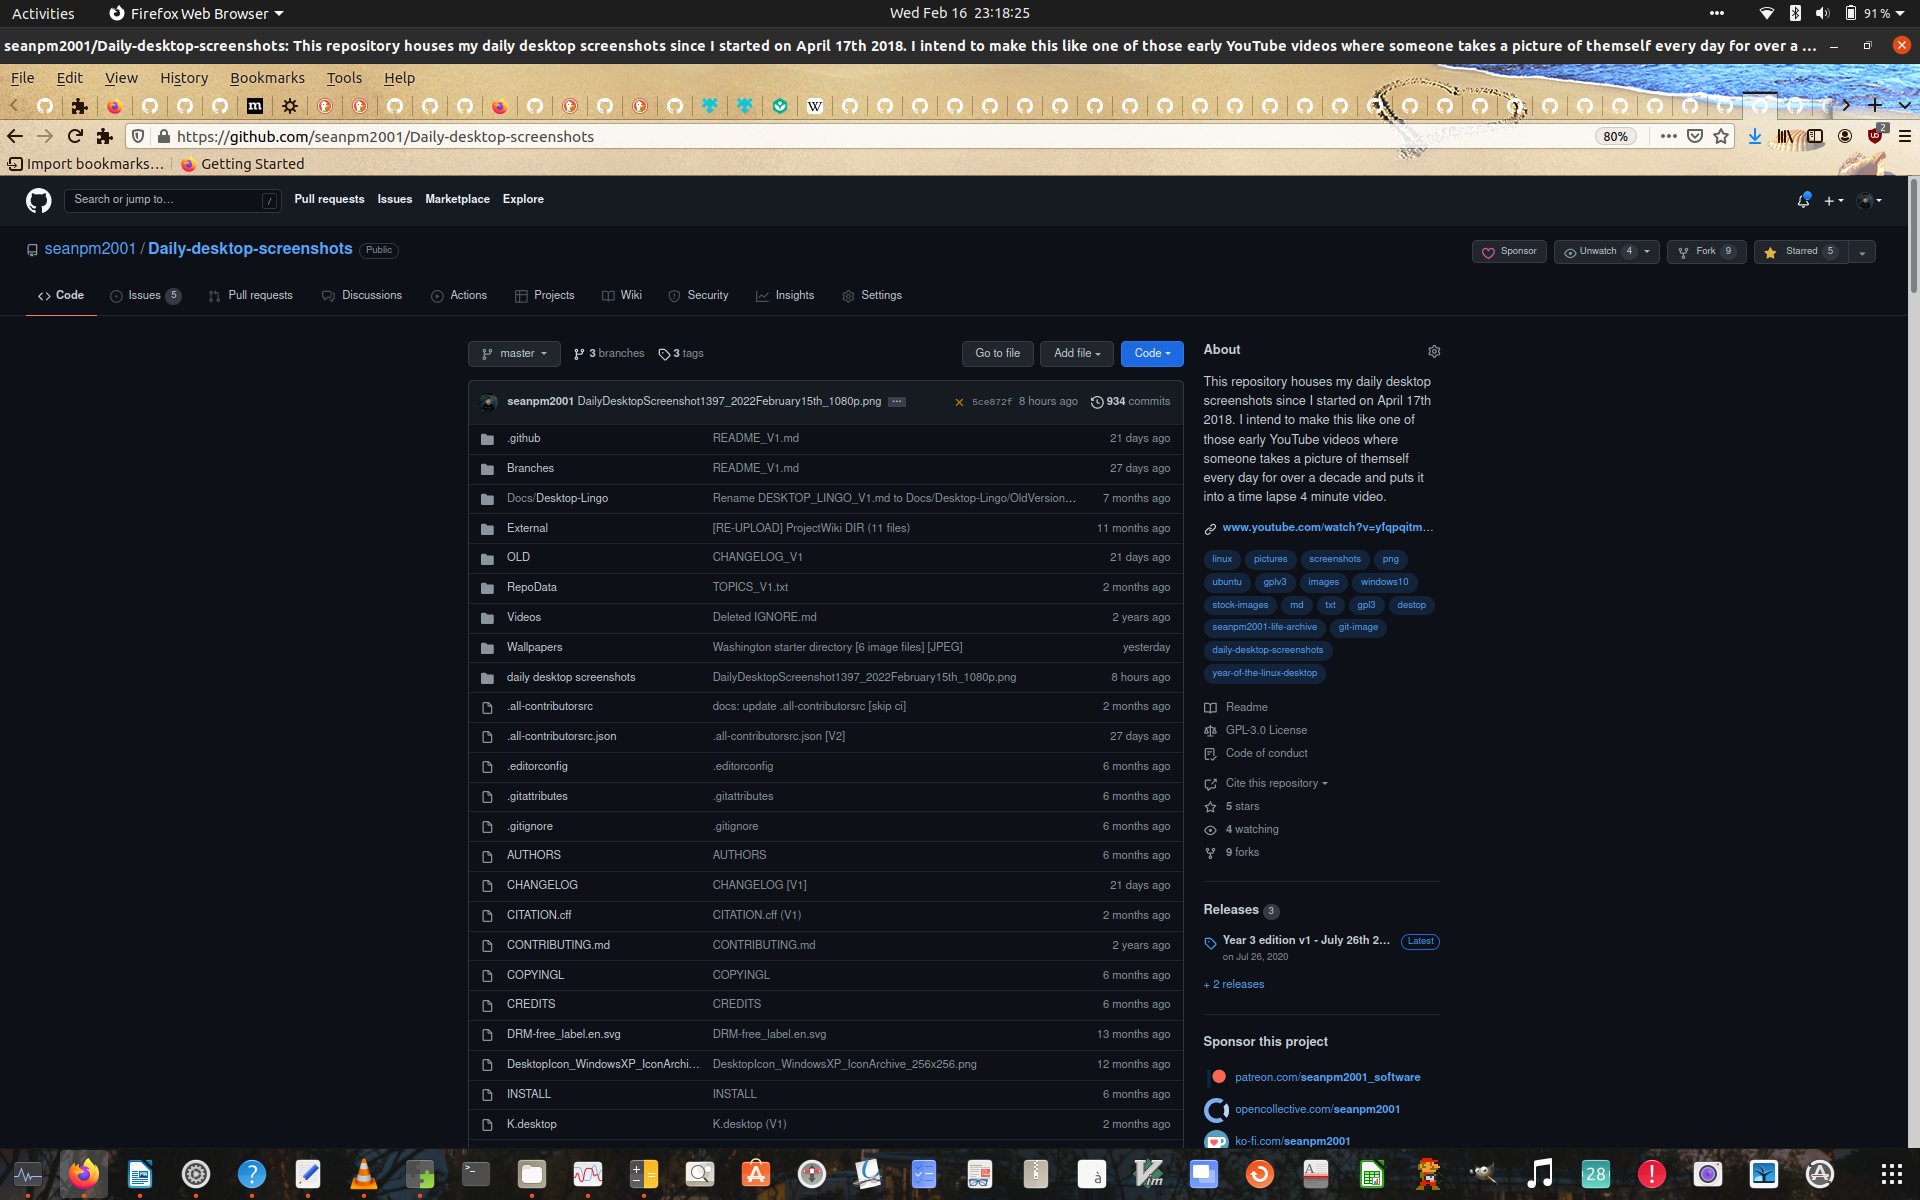 Activities
Firefox Web Browser
Wed Feb 16 23:18:25
91%
seanpm2001/Daily-desktop-screenshots: This repository houses my daily desktop screenshots since I started on April 17th 2018. I intend to make this like one of those early YouTube videos where someone takes a picture of themself every day for over a ...
File Edit View History Bookmarks Tools Help
https://github.com/seanpm2001/Daily-desktop-screenshots
80%
2
Import bookmarks...
Getting Started
Search or jump to...
/
Pull requests Issues Marketplace Explore
seanpm2001 / Daily-desktop-screenshots Public
Sponsor
Unwatch 4
Fork 9
Starred 5
Code
Issues 5
Pull requests
Discussions
Actions
Projects
Wiki
Security
Insights
Settings
master
3 branches
3 tags
Go to file
Add file
Code
seanpm2001 DailyDesktopScreenshot1397_2022February15th_1080p.png ... 5ce872f 8 hours ago 934 commits
.github README_V1.md 21 days ago
Branches README_V1.md 27 days ago
Docs/Desktop-Lingo Rename DESKTOP_LINGO_V1.md to Docs/Desktop-Lingo/OldVersion... 7 months ago
External [RE-UPLOAD] ProjectWiki DIR (11 files) 11 months ago
OLD CHANGELOG_V1 21 days ago
RepoData TOPICS_V1.txt 2 months ago
Videos Deleted IGNORE.md 2 years ago
Wallpapers Washington starter directory [6 image files] [JPEG] yesterday
daily desktop screenshots DailyDesktopScreenshot1397_2022February15th_1080p.png 8 hours ago
.all-contributorsrc docs: update .all-contributorsrc [skip ci] 2 months ago
.all-contributorsrc.json .all-contributorsrc.json [V2] 27 days ago
.editorconfig .editorconfig 6 months ago
.gitattributes .gitattributes 6 months ago
.gitignore .gitignore 6 months ago
AUTHORS AUTHORS 6 months ago
CHANGELOG CHANGELOG [V1] 21 days ago
CITATION.cff CITATION.cff (V1) 2 months ago
CONTRIBUTING.md CONTRIBUTING.md 2 years ago
COPYINGL COPYINGL 6 months ago
CREDITS CREDITS 6 months ago
DRM-free_label.en.svg DRM-free_label.en.svg 13 months ago
DesktopIcon_WindowsXP_IconArchi... DesktopIcon_WindowsXP_IconArchive_256x256.png 12 months ago
INSTALL INSTALL 6 months ago
K.desktop K.desktop (V1) 2 months ago
About
This repository houses my daily desktop
screenshots since I started on April 17th
2018. I intend to make this like one of
those early YouTube videos where
someone takes a picture of themself
every day for over a decade and puts it
into a time lapse 4 minute video.
www.youtube.com/watch?v=yfqpqitm...
linux pictures screenshots png
ubuntu gplv3 images windows10
stock-images md txt gpl3 destop
seanpm2001-life-archive git-image
daily-desktop-screenshots
year-of-the-linux-desktop
Readme
GPL-3.0 License
Code of conduct
Cite this repository
5 stars
4 watching
9 forks
Releases 3
Year 3 edition v1 - July 26th 2... Latest
on Jul 26, 2020
+ 2 releases
Sponsor this project
patreon.com/seanpm2001_software
opencollective.com/seanpm2001
ko-fi.com/seanpm2001
28